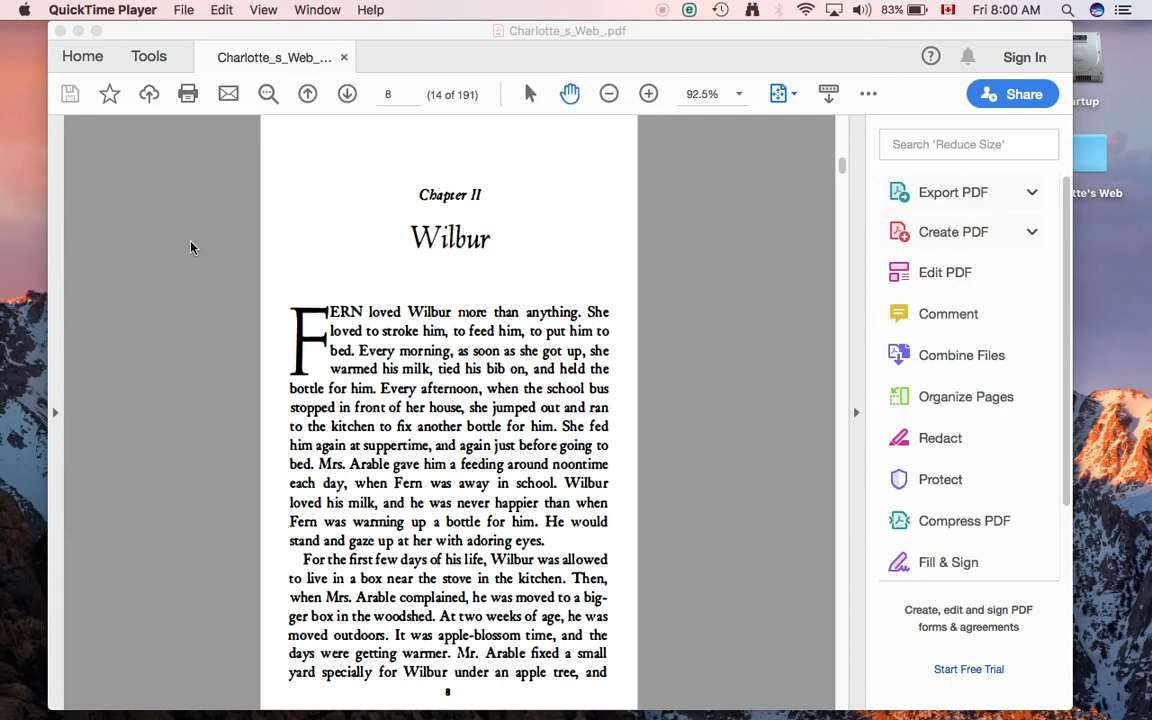 QuickTime Player File Edit View Window Help 83% Fri 8:00 AM
Charlotte_s_Web_.pdf
Home Tools Charlotte_s_Web_... × Sign In
8 (14 of 191) 92.5% Share
artup
tte's Web
Search 'Reduce Size'
Export PDF
Create PDF
Edit PDF
Comment
Combine Files
Organize Pages
Redact
Protect
Compress PDF
Fill & Sign
Create, edit and sign PDF
forms & agreements
Start Free Trial
Chapter II
Wilbur
FERN loved Wilbur more than anything. She
loved to stroke him, to feed him, to put him to
bed. Every morning, as soon as she got up, she
warmed his milk, tied his bib on, and held the
bottle for him. Every afternoon, when the school bus
stopped in front of her house, she jumped out and ran
to the kitchen to fix another bottle for him. She fed
him again at suppertime, and again just before going to
bed. Mrs. Arable gave him a feeding around noontime
each day, when Fern was away in school. Wilbur
loved his milk, and he was never happier than when
Fern was warming up a bottle for him. He would
stand and gaze up at her with adoring eyes.
For the first few days of his life, Wilbur was allowed
to live in a box near the stove in the kitchen. Then,
when Mrs. Arable complained, he was moved to a big-
ger box in the woodshed. At two weeks of age, he was
moved outdoors. It was apple-blossom time, and the
days were getting warmer. Mr. Arable fixed a small
yard specially for Wilbur under an apple tree, and
8